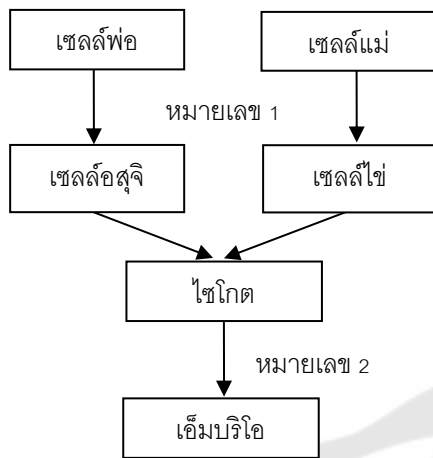 เซลล์พ่อ
เซลล์แม่
หมายเลข 1
เซลล์อสุจิ
เซลล์ไข่
ไซโกต
หมายเลข 2
เอ็มบริโอ